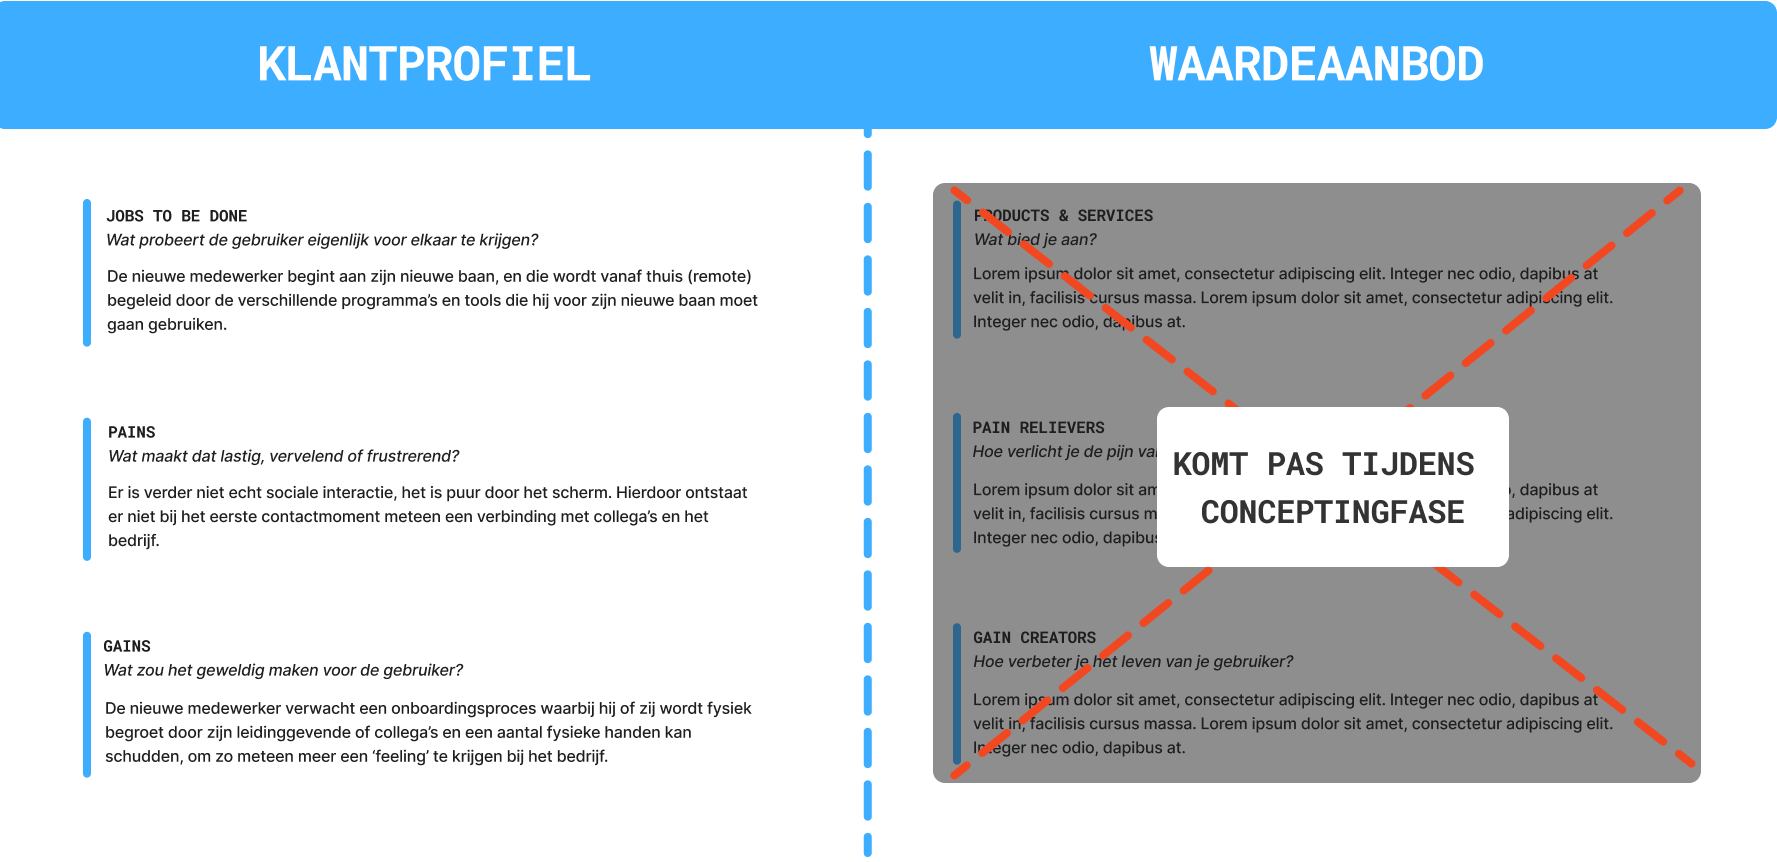 KLANTPROFIEL
WAARDEAANBOD
JOBS TO BE DONE
Wat probeert de gebruiker eigenlijk voor elkaar te krijgen?
De nieuwe medewerker begint aan zijn nieuwe baan, en die wordt vanaf thuis (remote)
begeleid door de verschillende programma’s en tools die hij voor zijn nieuwe baan moet
gaan gebruiken.
PAINS
Wat maakt dat lastig, vervelend of frustrerend?
Er is verder niet echt sociale interactie, het is puur door het scherm. Hierdoor ontstaat
er niet bij het eerste contactmoment meteen een verbinding met collega’s en het
bedrijf.
GAINS
Wat zou het geweldig maken voor de gebruiker?
De nieuwe medewerker verwacht een onboardingsproces waarbij hij of zij wordt fysiek
begroet door zijn leidinggevende of collega’s en een aantal fysieke handen kan
schudden, om zo meteen meer een ‘feeling’ te krijgen bij het bedrijf.
PRODUCTS & SERVICES
Wat bied je aan?
Lorem ipsum dolor sit amet, consectetur adipiscing elit. Integer nec odio, dapibus at
velit in, facilisis cursus massa. Lorem ipsum dolor sit amet, consectetur adipiscing elit.
Integer nec odio, dapibus at.
PAIN RELIEVERS
Hoe verlicht je de pijn
Lorem ipsum dolor sit , dapibus at
velit in, facilisis cursus adipiscing elit.
Integer nec odio, dapibus
KOMT PAS TIJDENS
CONCEPTINGFASE
GAIN CREATORS
Hoe verbeter je het leven van je gebruiker?
Lorem ipsum dolor sit amet, consectetur adipiscing elit. Integer nec odio, dapibus at
velit in, facilisis cursus massa. Lorem ipsum dolor sit amet, consectetur adipiscing elit.
Integer nec odio, dapibus at.